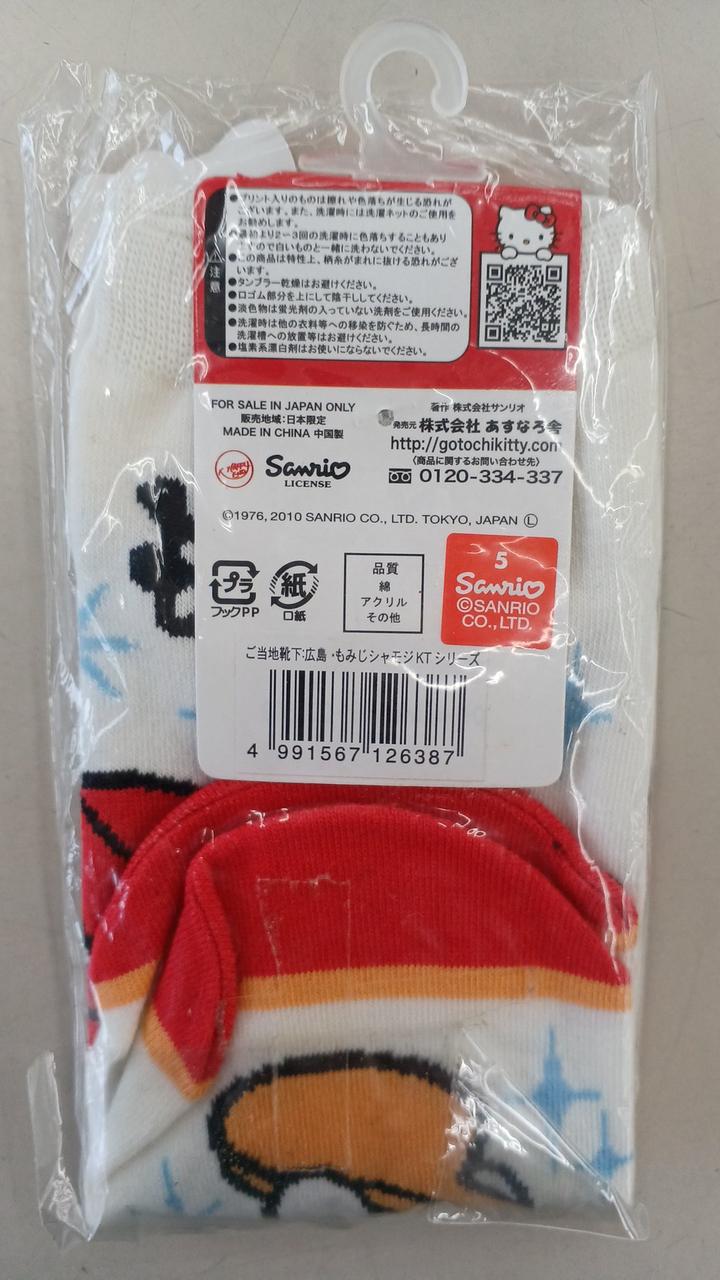 注意
●プリント入りのものは擦れや色落ちが生じる恐れが
ございます。また、洗濯時には洗濯ネットのご使用を
お勧めします。
●最初より2〜3回の洗濯時に色落ちすることもあり
ますので白いものと一緒に洗わないでください。
●この商品は特性上、柄糸がまれに抜ける恐れがござ
います。
●タンブラー乾燥はお避けください。
●口ゴム部分を上にして陰干ししてください。
●淡色物は蛍光剤の入っていない洗剤をご使用ください。
●洗濯時は他の衣料等への移染を防ぐため、長時間の
洗濯槽への放置等はお避けください。
●塩素系漂白剤はお使いにならないでください。
FOR SALE IN JAPAN ONLY
販売地域:日本限定
MADE IN CHINA 中国製
Sanrio
LICENSE
著作 株式会社サンリオ
発売元 株式会社 あすなろ舎
http://gotochikitty.com
〈商品に関するお問い合わせ先〉
0120-334-337
©1976, 2010 SANRIO CO., LTD. TOKYO, JAPAN Ⓛ
プラ
フックPP
紙
口紙
品質
綿
アクリル
その他
5
Sanrio
©SANRIO
CO.,LTD.
ご当地靴下:広島・もみじシャモジKTシリーズ
4 991567 126387